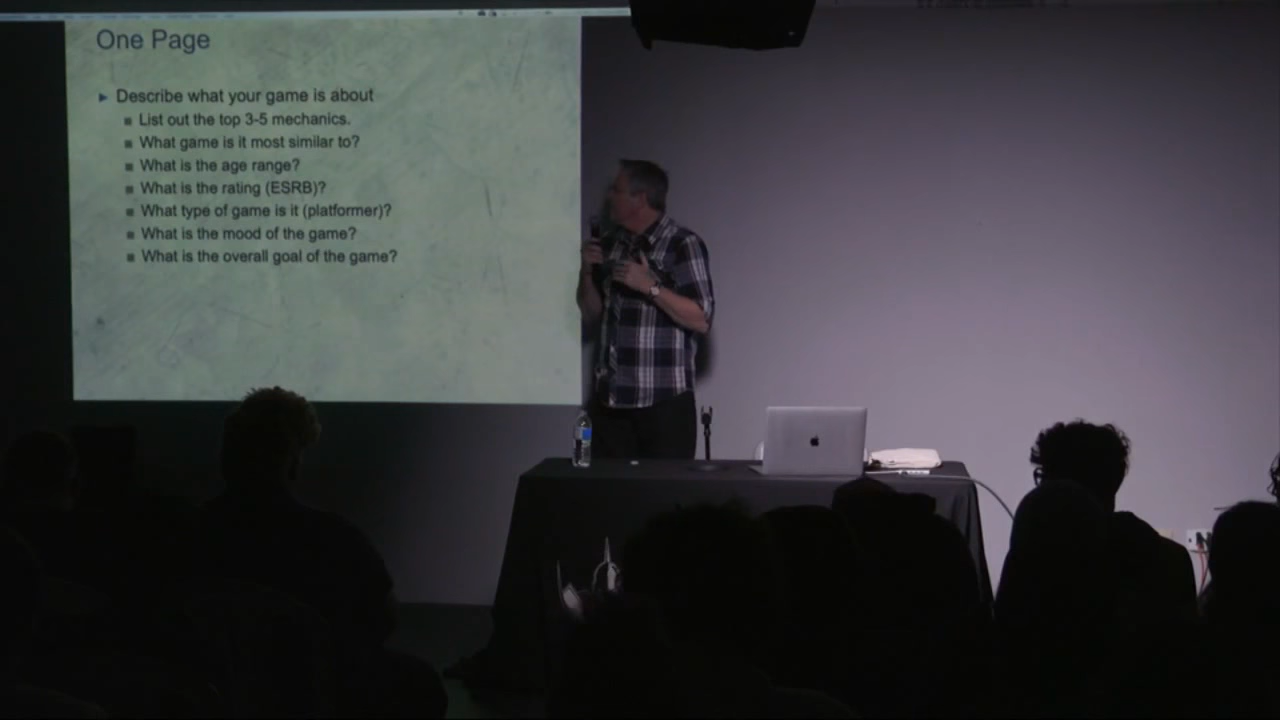 One Page
Describe what your game is about
List out the top 3-5 mechanics.
What game is it most similar to?
What is the age range?
What is the rating (ESRB)?
What type of game is it (platformer)?
What is the mood of the game?
What is the overall goal of the game?